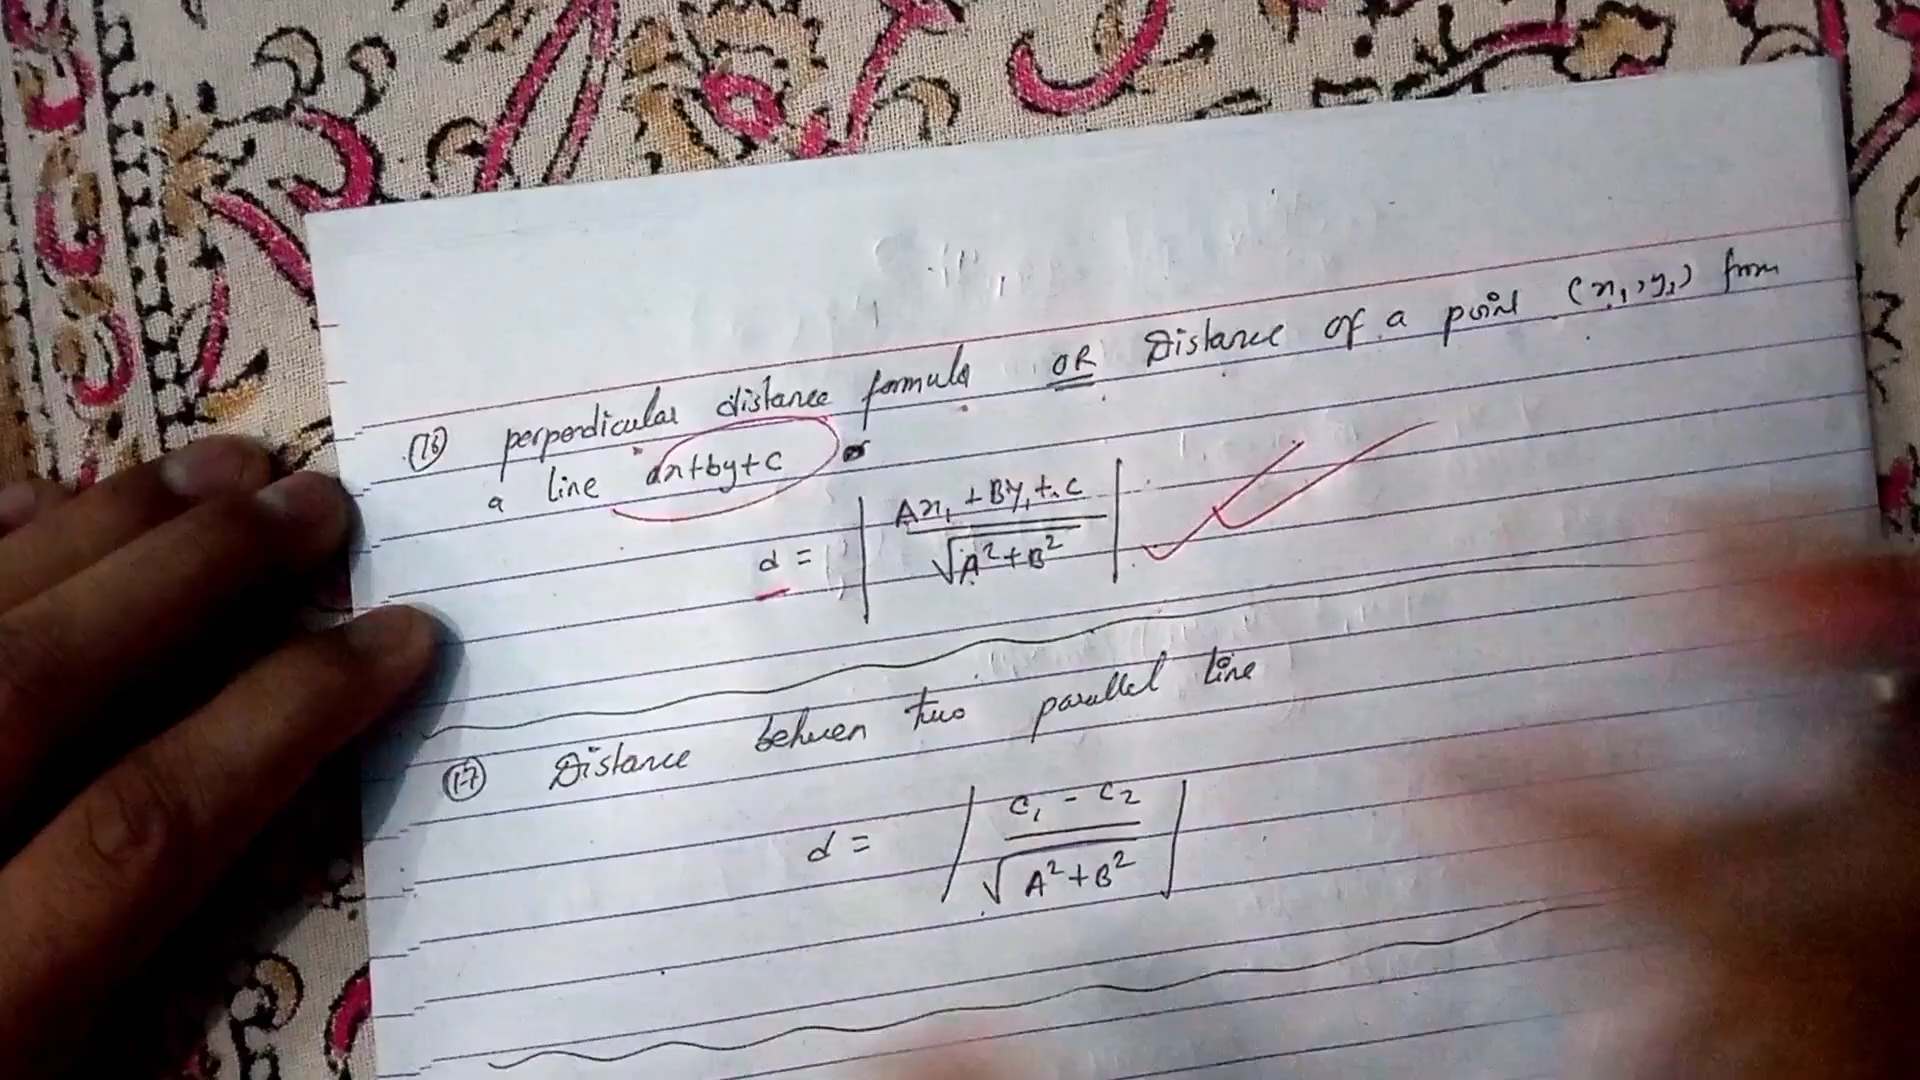 (16) perpendicular distance formula OR Distance of a point (x₁,y₁) from
a line ax+by+c
d = | Ax₁ + By₁ + c / √A²+B² |
(17) Distance between two parallel line
d = | c₁ - c₂ / √A²+B² |